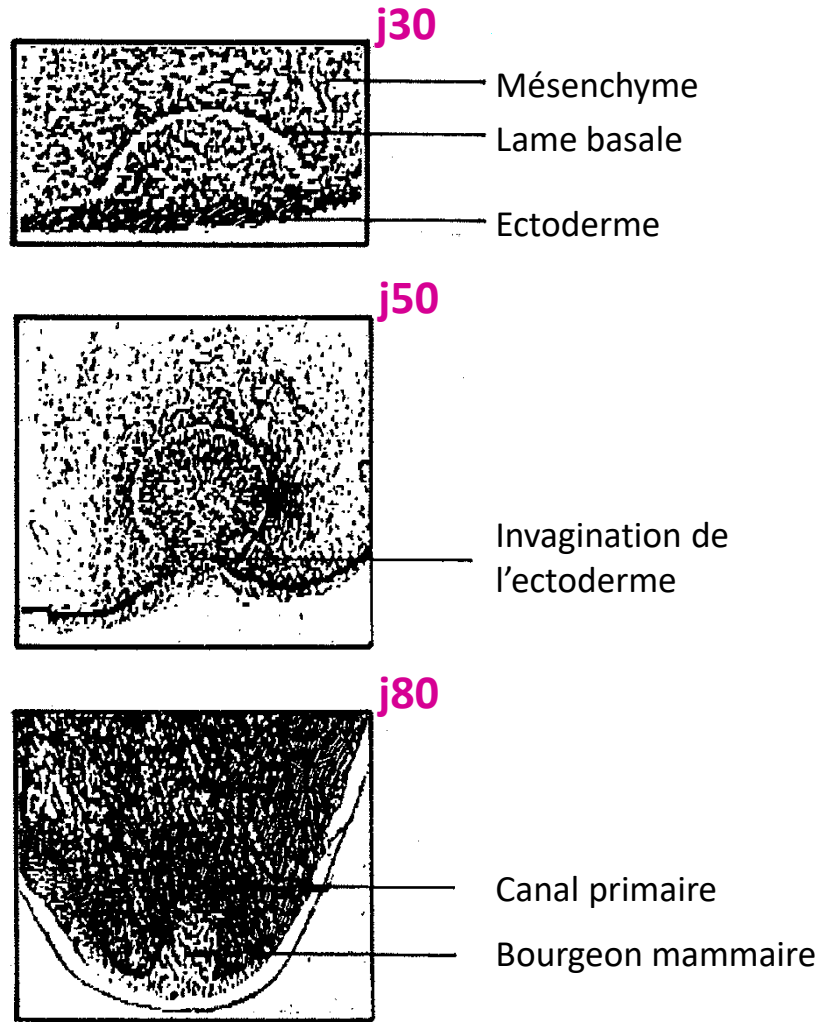 j30
Mésenchyme
Lame basale
Ectoderme
j50
Invagination de
l'ectoderme
j80
Canal primaire
Bourgeon mammaire